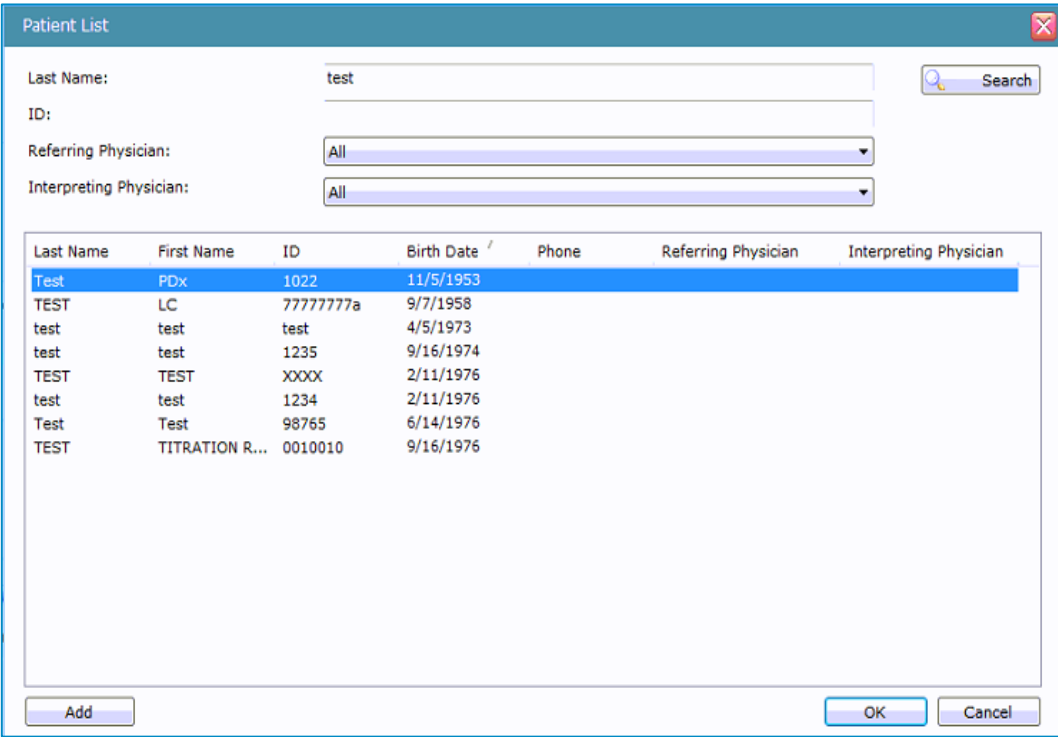 Patient List
Last Name: test Search
ID:
Referring Physician: All
Interpreting Physician: All
Last Name First Name ID Birth Date Phone Referring Physician Interpreting Physician
Test PDx 1022 11/5/1953
TEST LC 77777777a 9/7/1958
test test test 4/5/1973
test test 1235 9/16/1974
TEST TEST XXXX 2/11/1976
test test 1234 2/11/1976
Test Test 98765 6/14/1976
TEST TITRATION R... 0010010 9/16/1976
Add OK Cancel